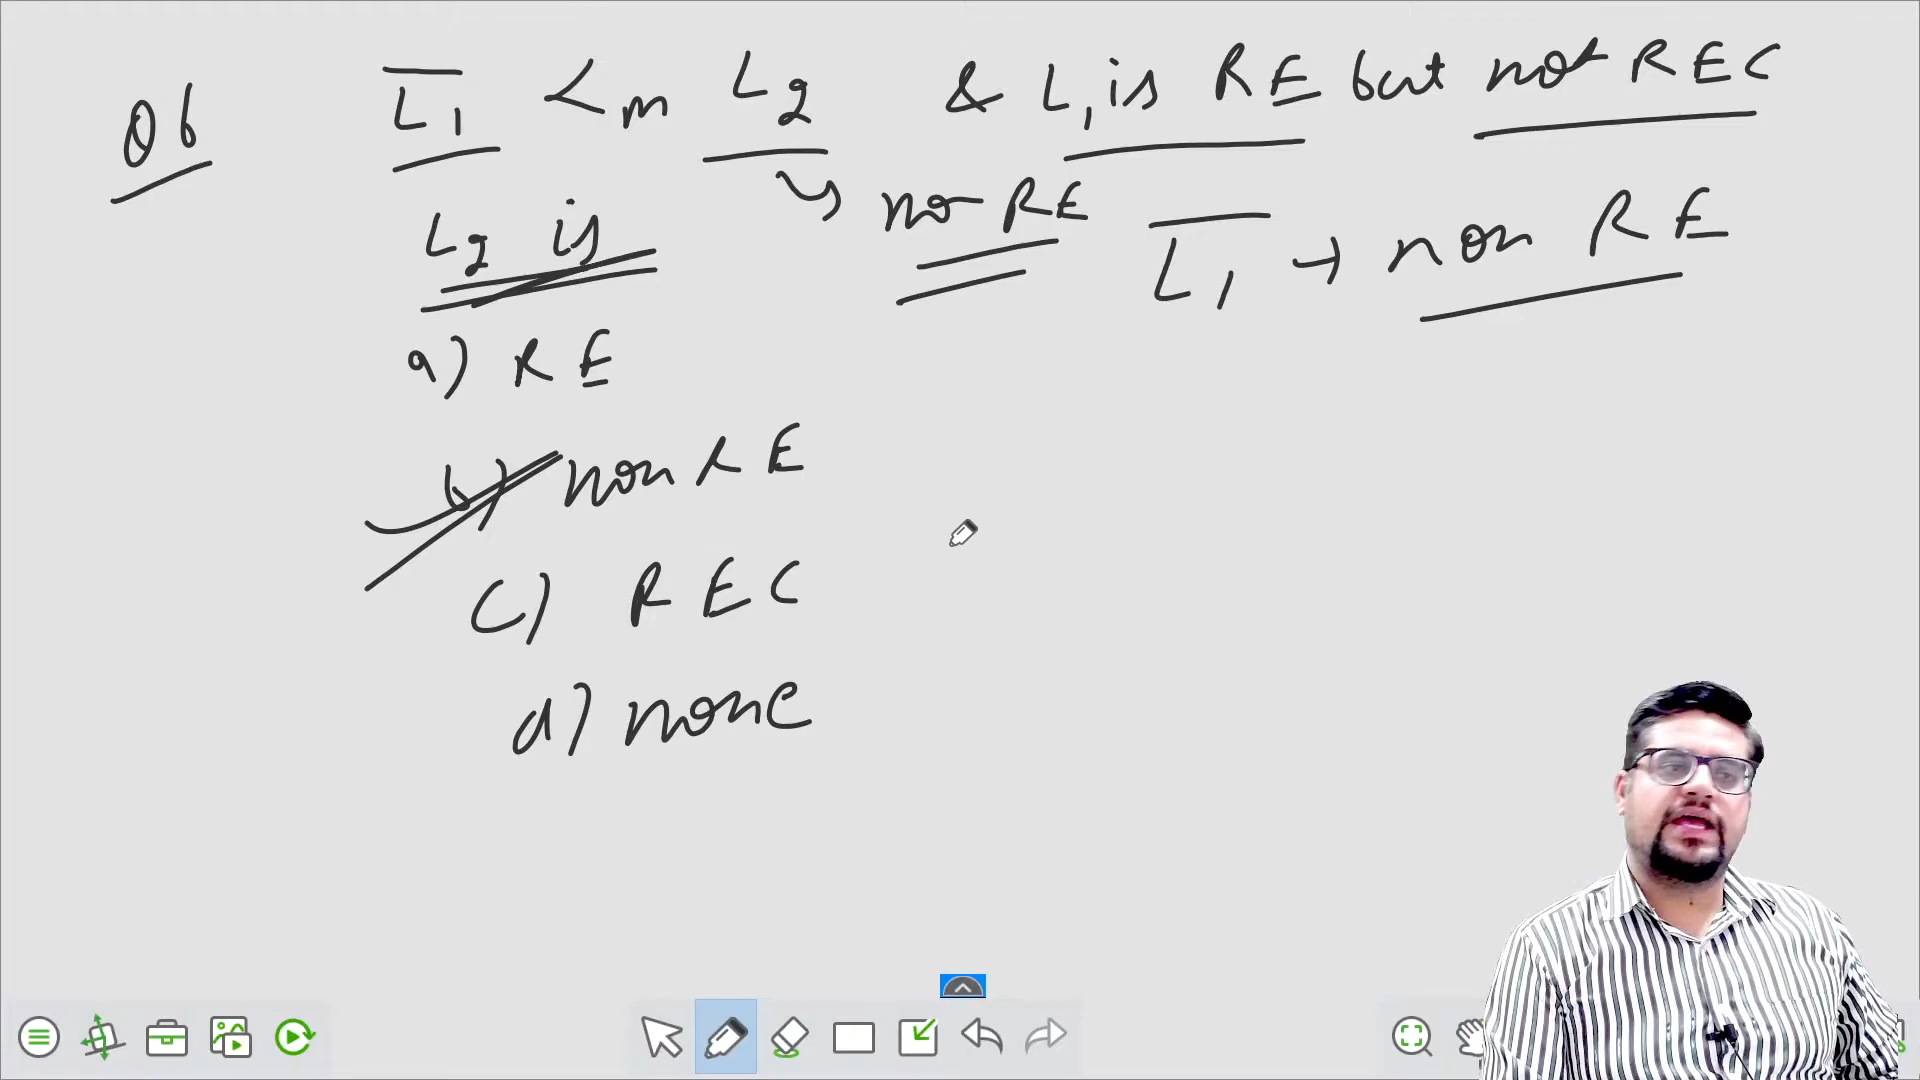 Q6 L̅1̅ <m L2 & L1 is RE but not REC
L2 is → no RE L̅1̅ → non RE
a) RE
b) non RE
c) REC
d) none